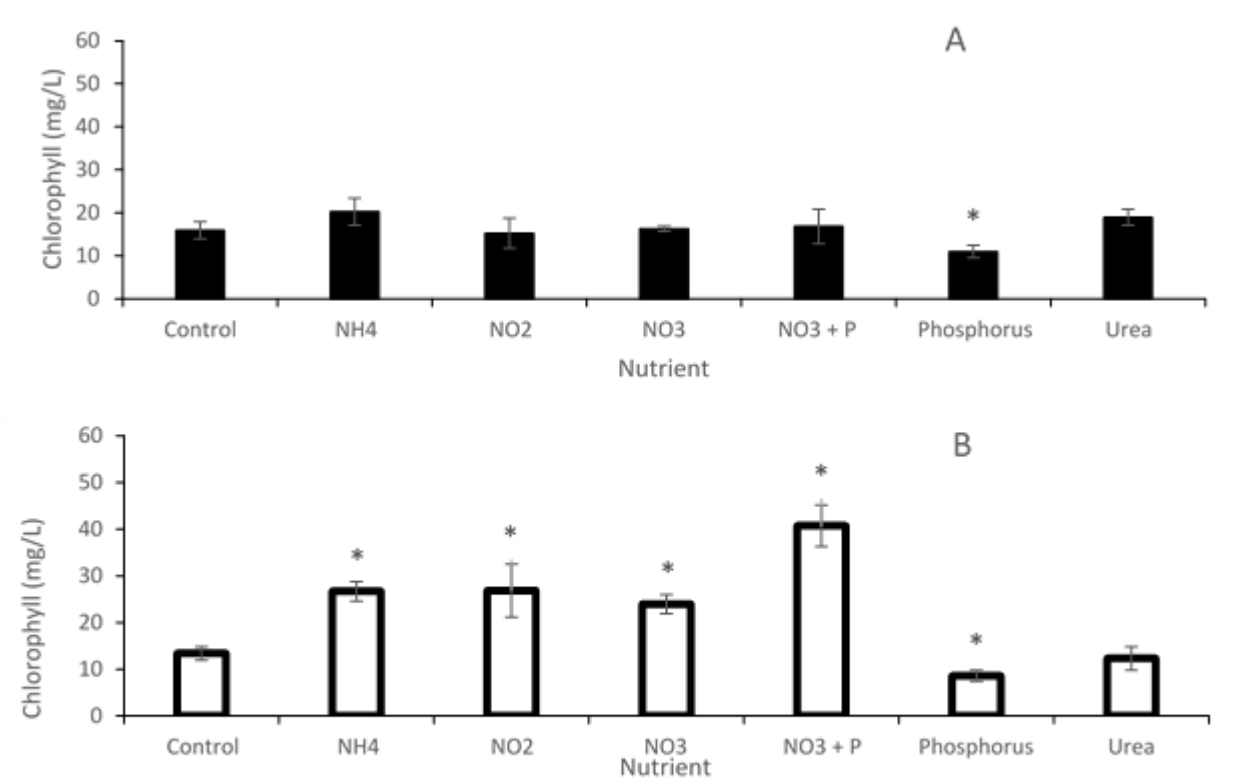 A
Chlorophyll (mg/L)
60
50
40
30
20
10
0
*
Control NH4 NO2 NO3 NO3 + P Phosphorus Urea
Nutrient
B
Chlorophyll (mg/L)
60
50
40
30
20
10
0
* * * * *
Control NH4 NO2 NO3 NO3 + P Phosphorus Urea
Nutrient